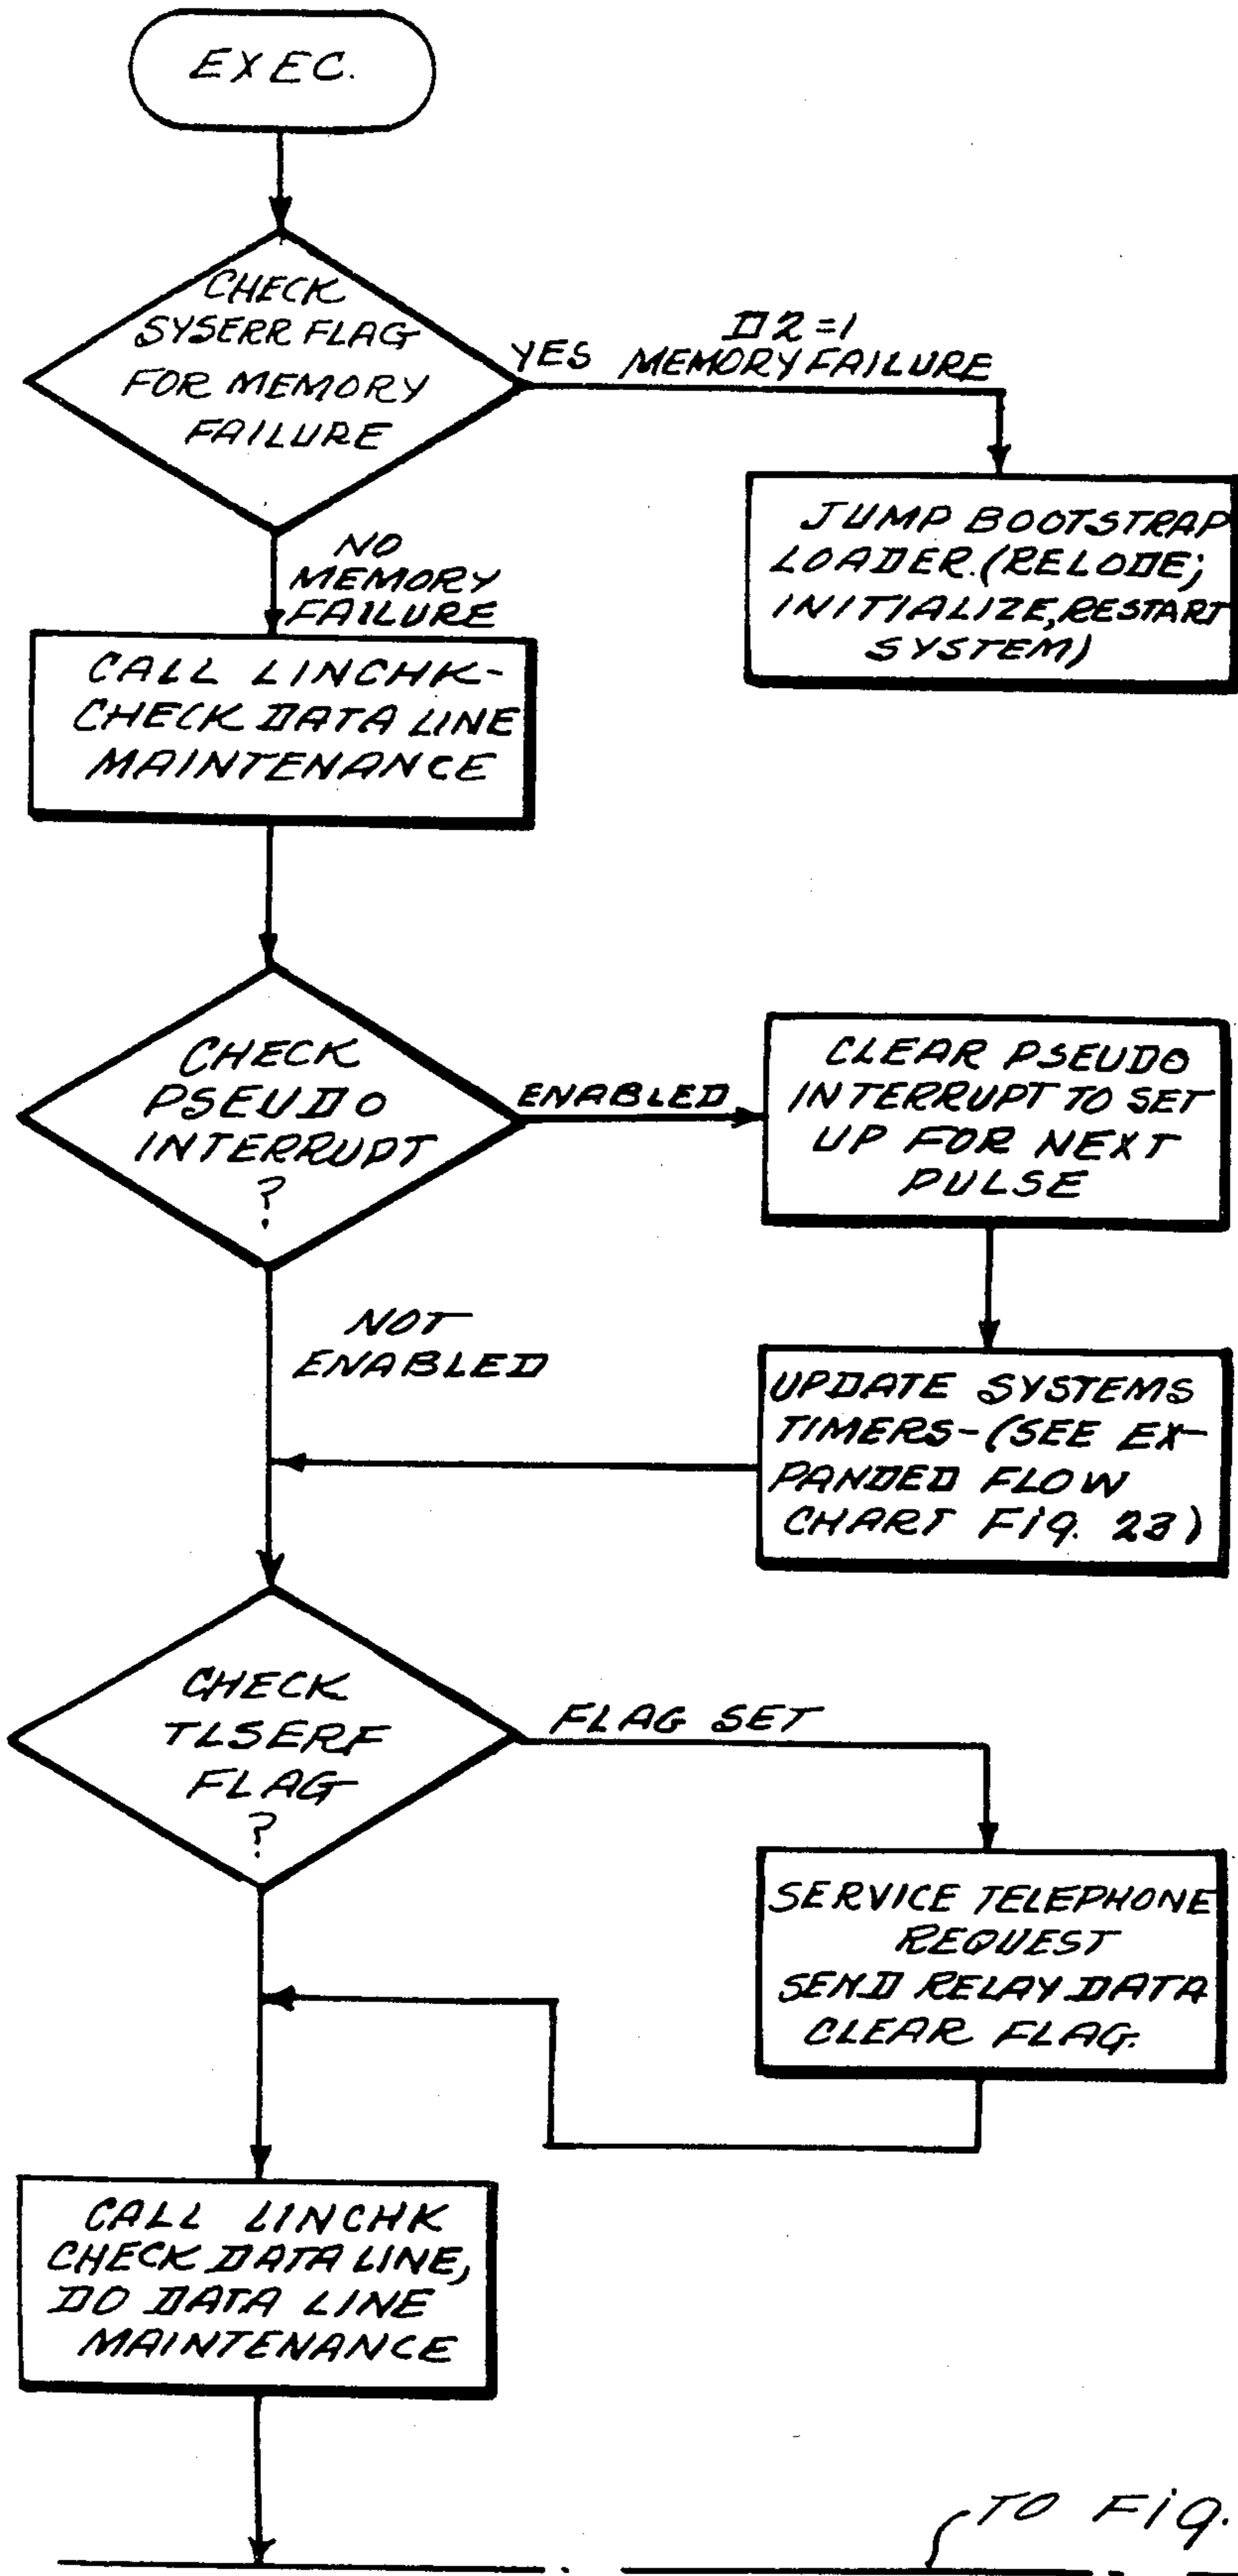 EXEC.
CHECK
SYSERR FLAG
FOR MEMORY
FAILURE
YES
D2=1
MEMORY FAILURE
JUMP BOOTSTRAP
LOADER.(RELODE;
INITIALIZE,RESTART
SYSTEM)
NO
MEMORY
FAILURE
CALL LINCHK-
CHECK DATA LINE
MAINTENANCE
CHECK
PSEUDO
INTERRUPT
?
ENABLED
CLEAR PSEUDO
INTERRUPT TO SET
UP FOR NEXT
PULSE
NOT
ENABLED
UPDATE SYSTEMS
TIMERS-(SEE EX-
PANDED FLOW
CHART Fig. 23)
CHECK
TLSERF
FLAG
?
FLAG SET
SERVICE TELEPHONE
REQUEST
SEND RELAY DATA
CLEAR FLAG.
CALL LINCHK
CHECK DATA LINE,
DO DATA LINE
MAINTENANCE
TO Fig.